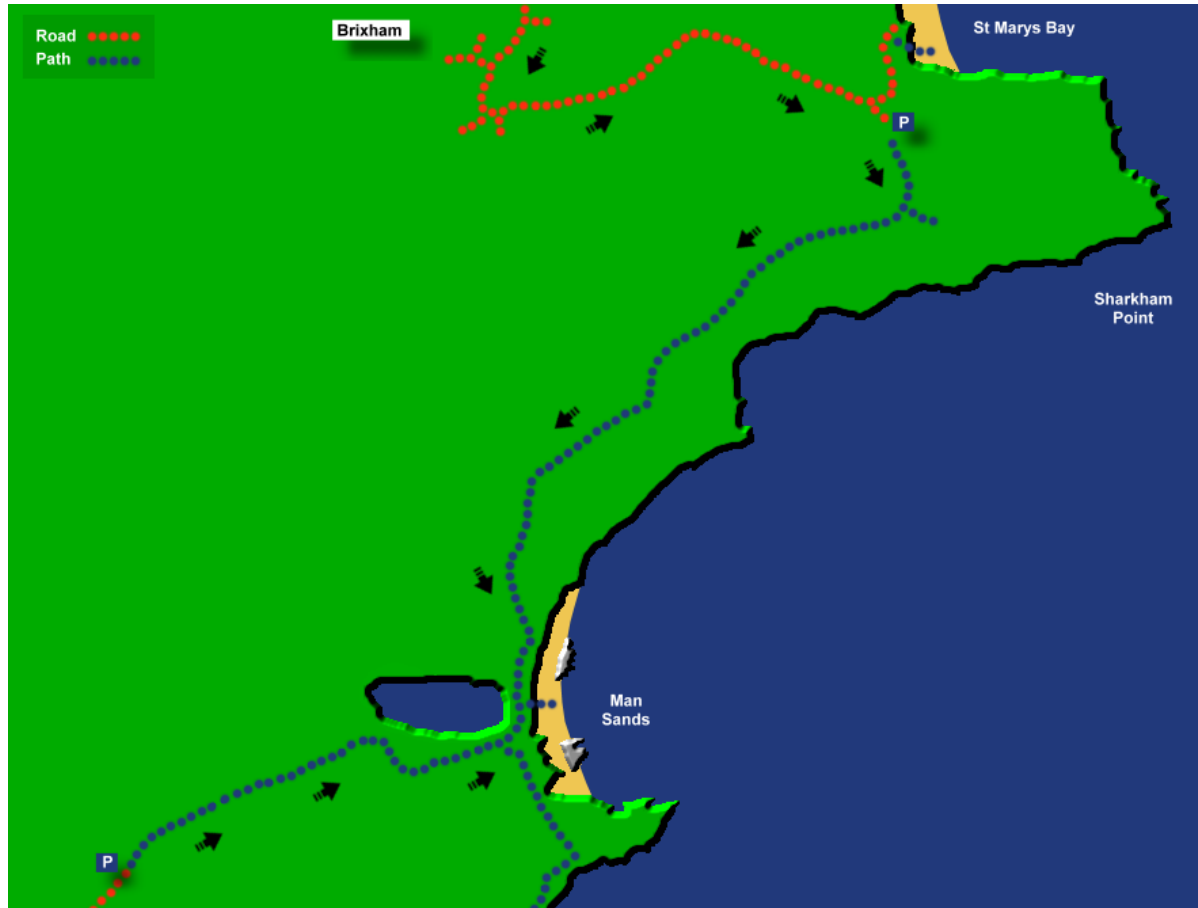 Road
Path
Brixham
St Marys Bay
P
Sharkham
Point
Man
Sands
P